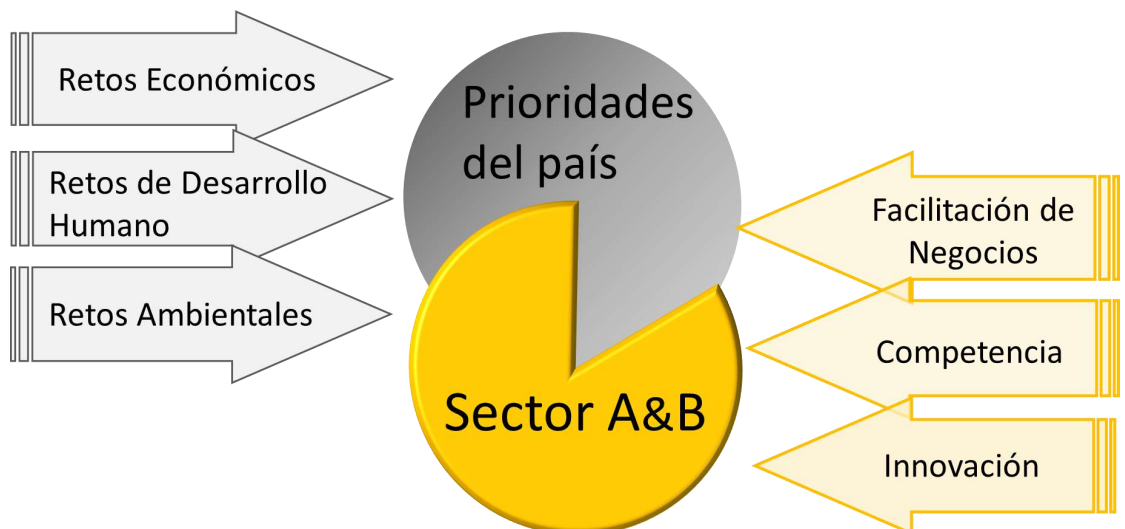 Retos Económicos
Retos de Desarrollo
Humano
Retos Ambientales
Prioridades
del país
Sector A&B
Facilitación de
Negocios
Competencia
Innovación